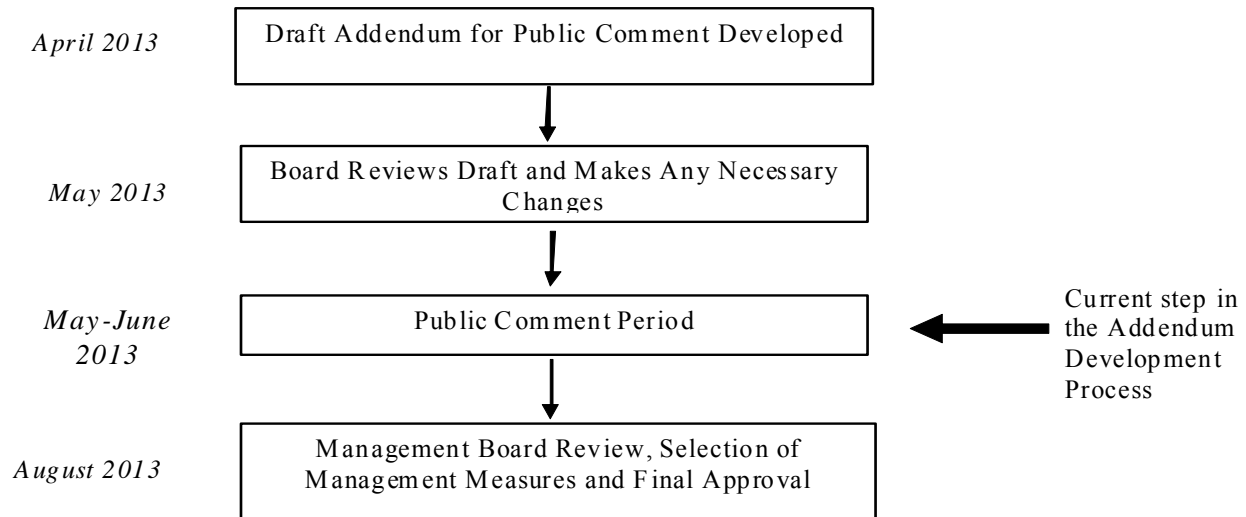 April 2013
Draft Addendum for Public Comment Developed
May 2013
Board Reviews Draft and Makes Any Necessary
Changes
May-June
2013
Public Comment Period
Current step in
the Addendum
Development
Process
August 2013
Management Board Review, Selection of
Management Measures and Final Approval